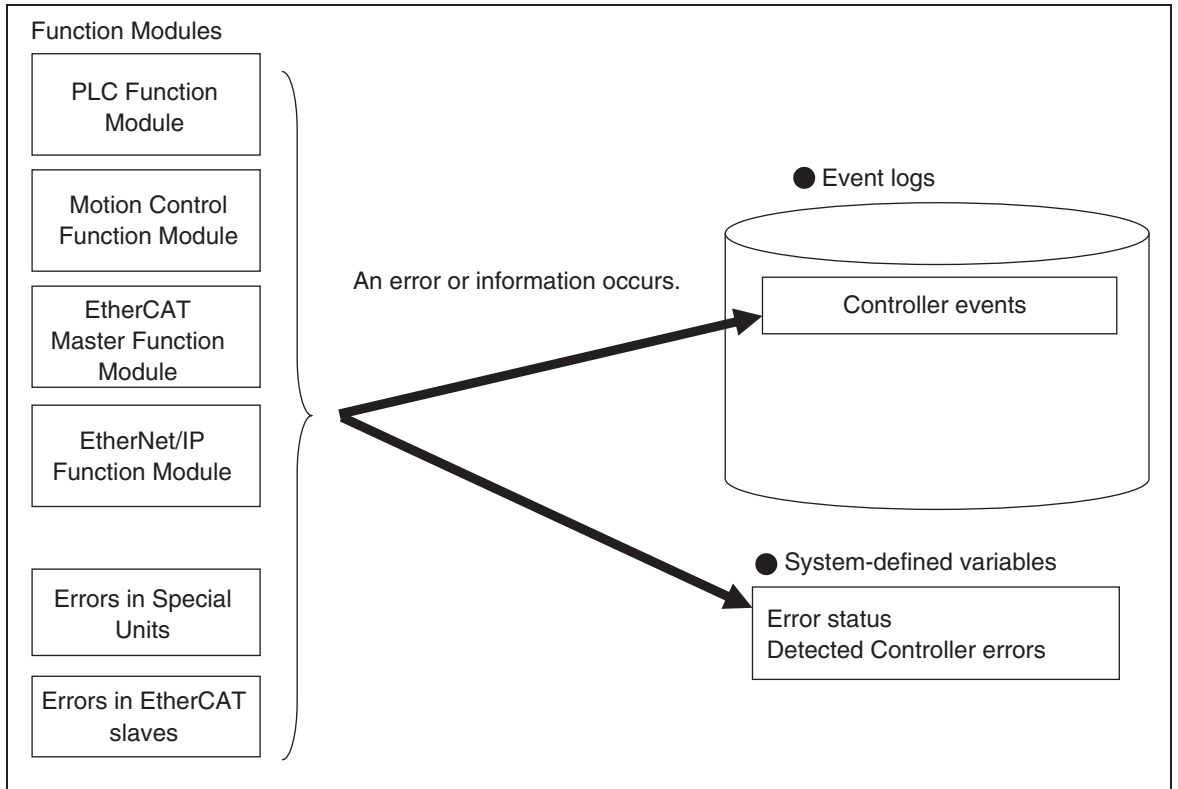 Function Modules
PLC Function
Module
Motion Control
Function Module
EtherCAT
Master Function
Module
EtherNet/IP
Function Module
Errors in Special
Units
Errors in EtherCAT
slaves
An error or information occurs.
Event logs
Controller events
System-defined variables
Error status
Detected Controller errors